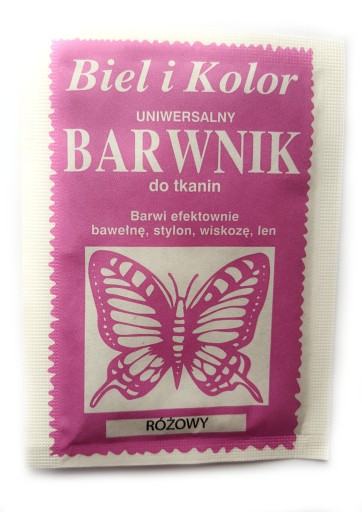 Biel i Kolor
UNIWERSALNY
BARWNIK
do tkanin
Barwi efektownie
bawełnę, stylon, wiskozę, len
RÓŻOWY